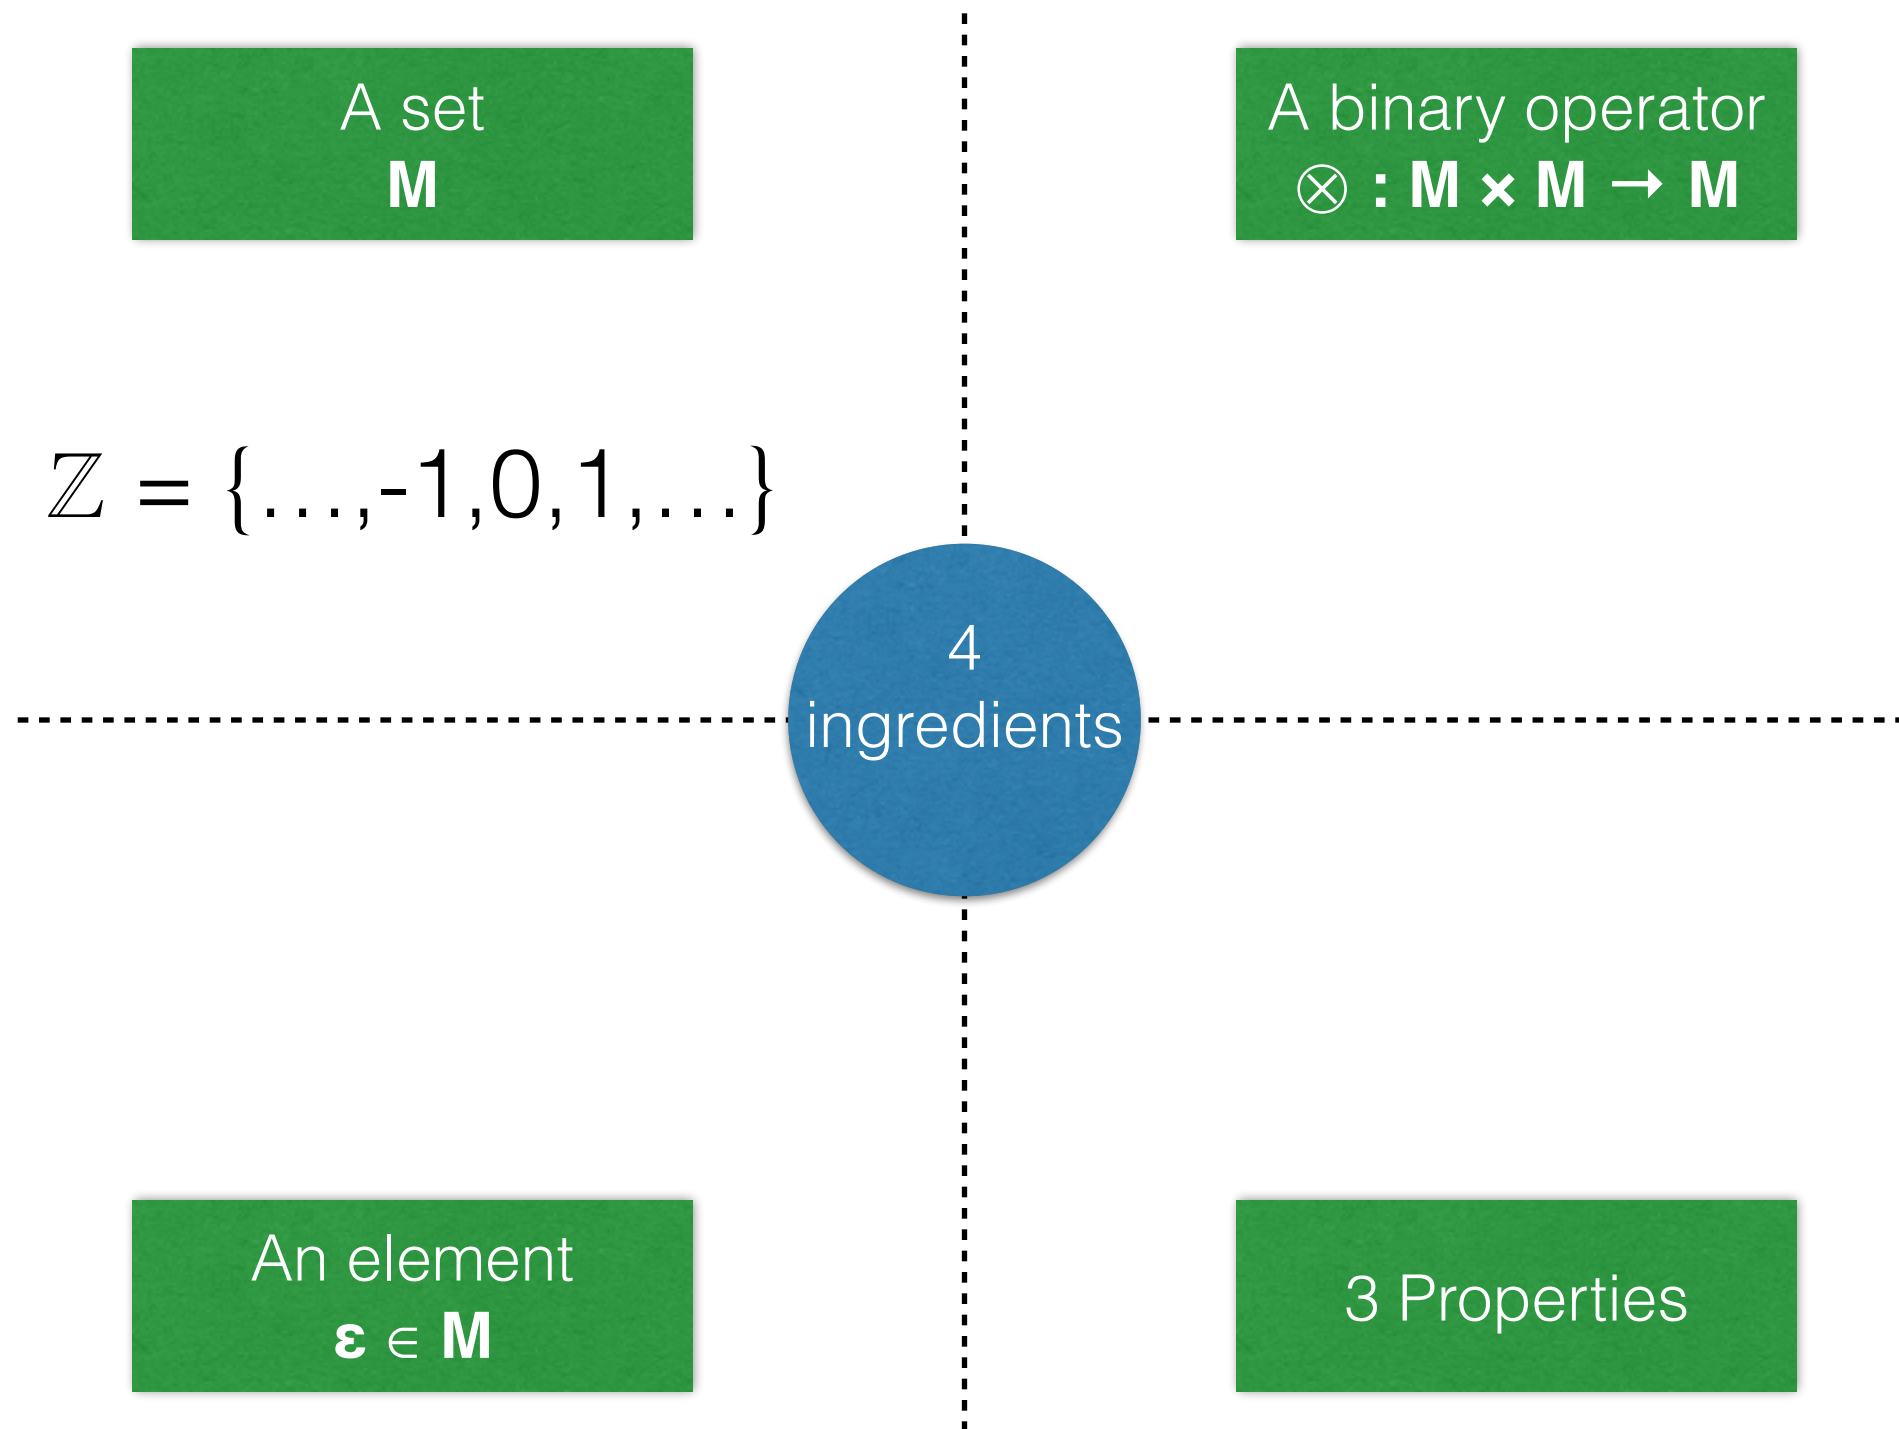 A set
M
A binary operator
⊗ : M × M → M
ℤ = {…,-1,0,1,…}
4
ingredients
An element
ε ∈ M
3 Properties